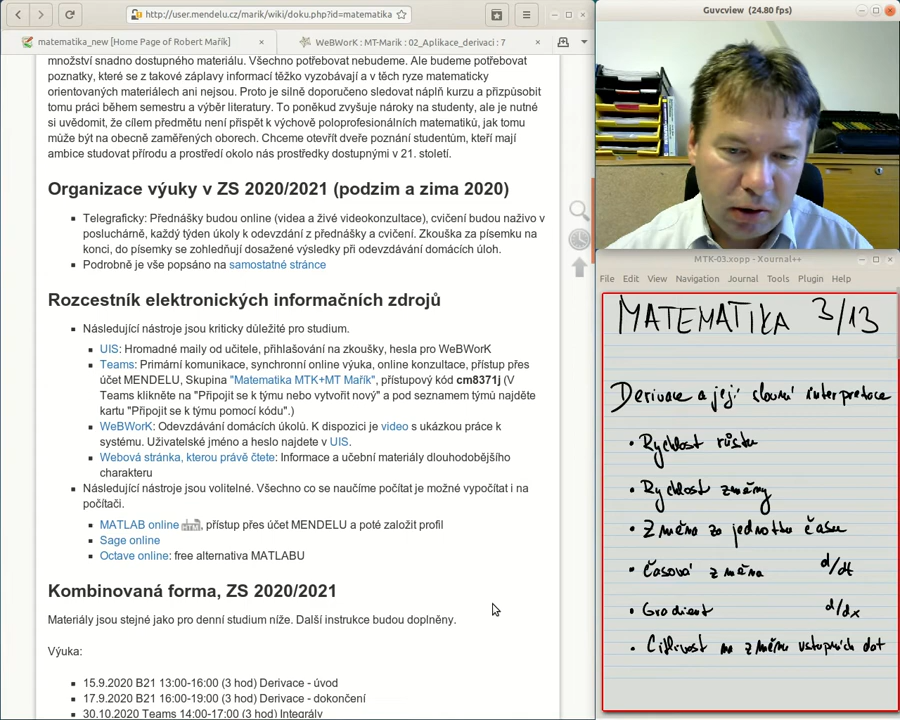 http://user.mendelu.cz/marik/wiki/doku.php?id=matematika
matematika_new [Home Page of Robert Mařík]
WeBWorK : MT-Marik : 02_Aplikace_derivaci : 7
množství snadno dostupného materiálu. Všechno potřebovat nebudeme. Ale budeme potřebovat
poznatky, které se z takové záplavy informací těžko vyzobávají a v těch ryze matematicky
orientovaných materiálech ani nejsou. Proto je silně doporučeno sledovat náplň kurzu a přizpůsobit
tomu práci během semestru a výběr literatury. To poněkud zvyšuje nároky na studenty, ale je nutné
si uvědomit, že cílem předmětu není přispět k výchově poloprofesionálních matematiků, jak tomu
může být na obecně zaměřených oborech. Chceme otevřít dveře poznání studentům, kteří mají
ambice studovat přírodu a prostředí okolo nás prostředky dostupnými v 21. století.
Organizace výuky v ZS 2020/2021 (podzim a zima 2020)
Telegraficky: Přednášky budou online (videa a živé videokonzultace), cvičení budou naživo v
posluchárně, každý týden úkoly k odevzdání z přednášky a cvičení. Zkouška za písemku na
konci, do písemky se zohledňují dosažené výsledky při odevzdávání domácích úloh.
Podrobně je vše popsáno na samostatné stránce
Rozcestník elektronických informačních zdrojů
Následující nástroje jsou kriticky důležité pro studium.
UIS: Hromadné maily od učitele, přihlašování na zkoušky, hesla pro WeBWorK
Teams: Primární komunikace, synchronní online výuka, online konzultace, přístup přes
účet MENDELU, Skupina "Matematika MTK+MT Mařík", přístupový kód cm8371j (V
Teams klikněte na "Připojit se k týmu nebo vytvořit nový" a pod seznamem týmů najděte
kartu "Připojit se k týmu pomocí kódu".)
WeBWorK: Odevzdání domácích úkolů. K dispozici je video s ukázkou práce k
systému. Uživatelské jméno a heslo najdete v UIS.
Webová stránka, kterou právě čtete: Informace a učební materiály dlouhodobějšího
charakteru
Následující nástroje jsou volitelné. Všechno co se naučíme počítat je možné vypočítat i na
počítači.
MATLAB online, přístup přes účet MENDELU a poté založit profil
Sage online
Octave online: free alternativa MATLABU
Kombinovaná forma, ZS 2020/2021
Materiály jsou stejné jako pro denní studium níže. Další instrukce budou doplněny.
Výuka:
15.9.2020 B21 13:00-16:00 (3 hod) Derivace - úvod
17.9.2020 B21 16:00-19:00 (3 hod) Derivace - dokončení
30.10.2020 Teams 14:00-17:00 (3 hod) Integrály
Guvcview (24.80 fps)
MTK-03.xopp - Xournal++
File Edit View Navigation Journal Tools Plugin Help
MATEMATIKA 3/13
Derivace a její slovní interpretace
Rychlost růstu
Rychlost změny
Změna za jednotku času
Časová změna d/dt
Gradient d/dx
Citlivost na změnu vstupních dat